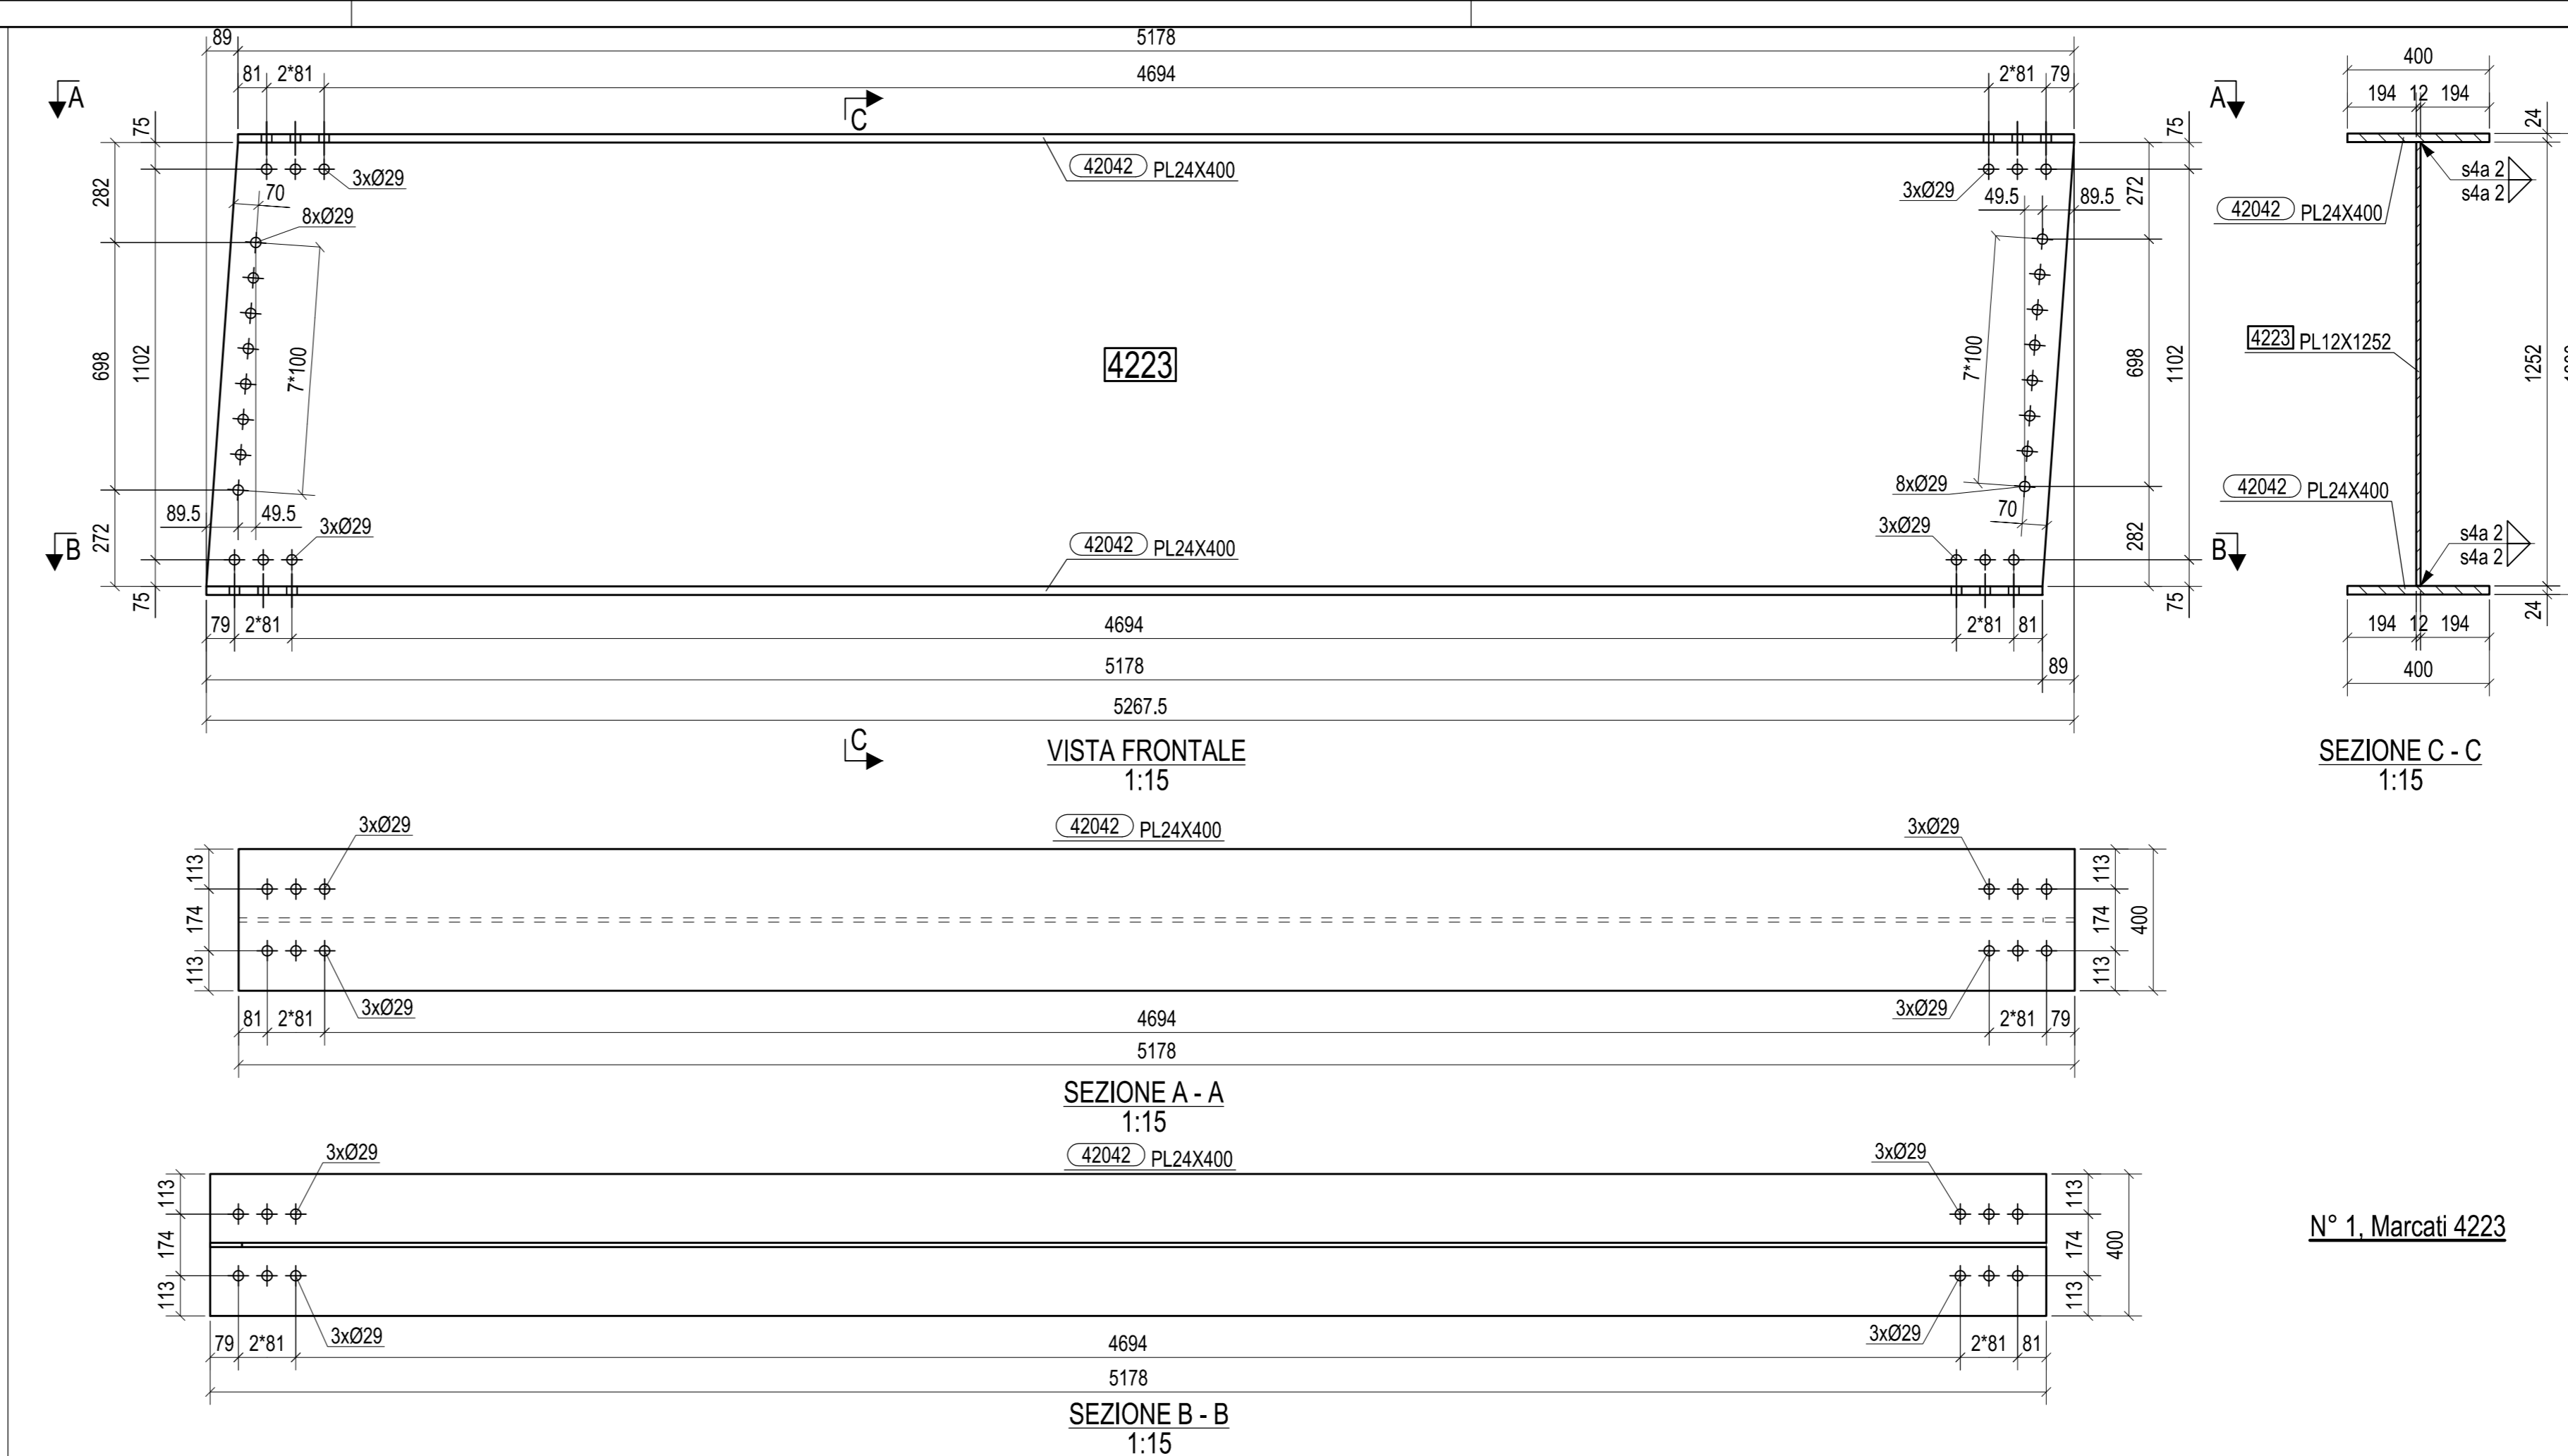 89
5178
81
2*81
4694
2*81
79
A
C
A
75
282
698
1102
272
75
3xØ29
70
8xØ29
7*100
89.5
49.5
3xØ29
B
42042 PL24X400
4223
42042 PL24X400
3xØ29
49.5
89.5
7*100
8xØ29
70
3xØ29
75
272
698
1102
282
75
B
79
2*81
4694
2*81
81
5178
89
5267.5
C
VISTA FRONTALE
1:15
400
194
12
194
24
s4a 2
s4a 2
42042 PL24X400
4223 PL12X1252
1252
42042 PL24X400
s4a 2
s4a 2
24
194
12
194
400
SEZIONE C - C
1:15
3xØ29
42042 PL24X400
3xØ29
113
174
113
113
174
113
400
3xØ29
3xØ29
81
2*81
4694
2*81
79
5178
SEZIONE A - A
1:15
3xØ29
42042 PL24X400
3xØ29
113
174
113
113
174
113
400
3xØ29
3xØ29
79
2*81
4694
2*81
81
5178
SEZIONE B - B
1:15
N° 1, Marcati 4223